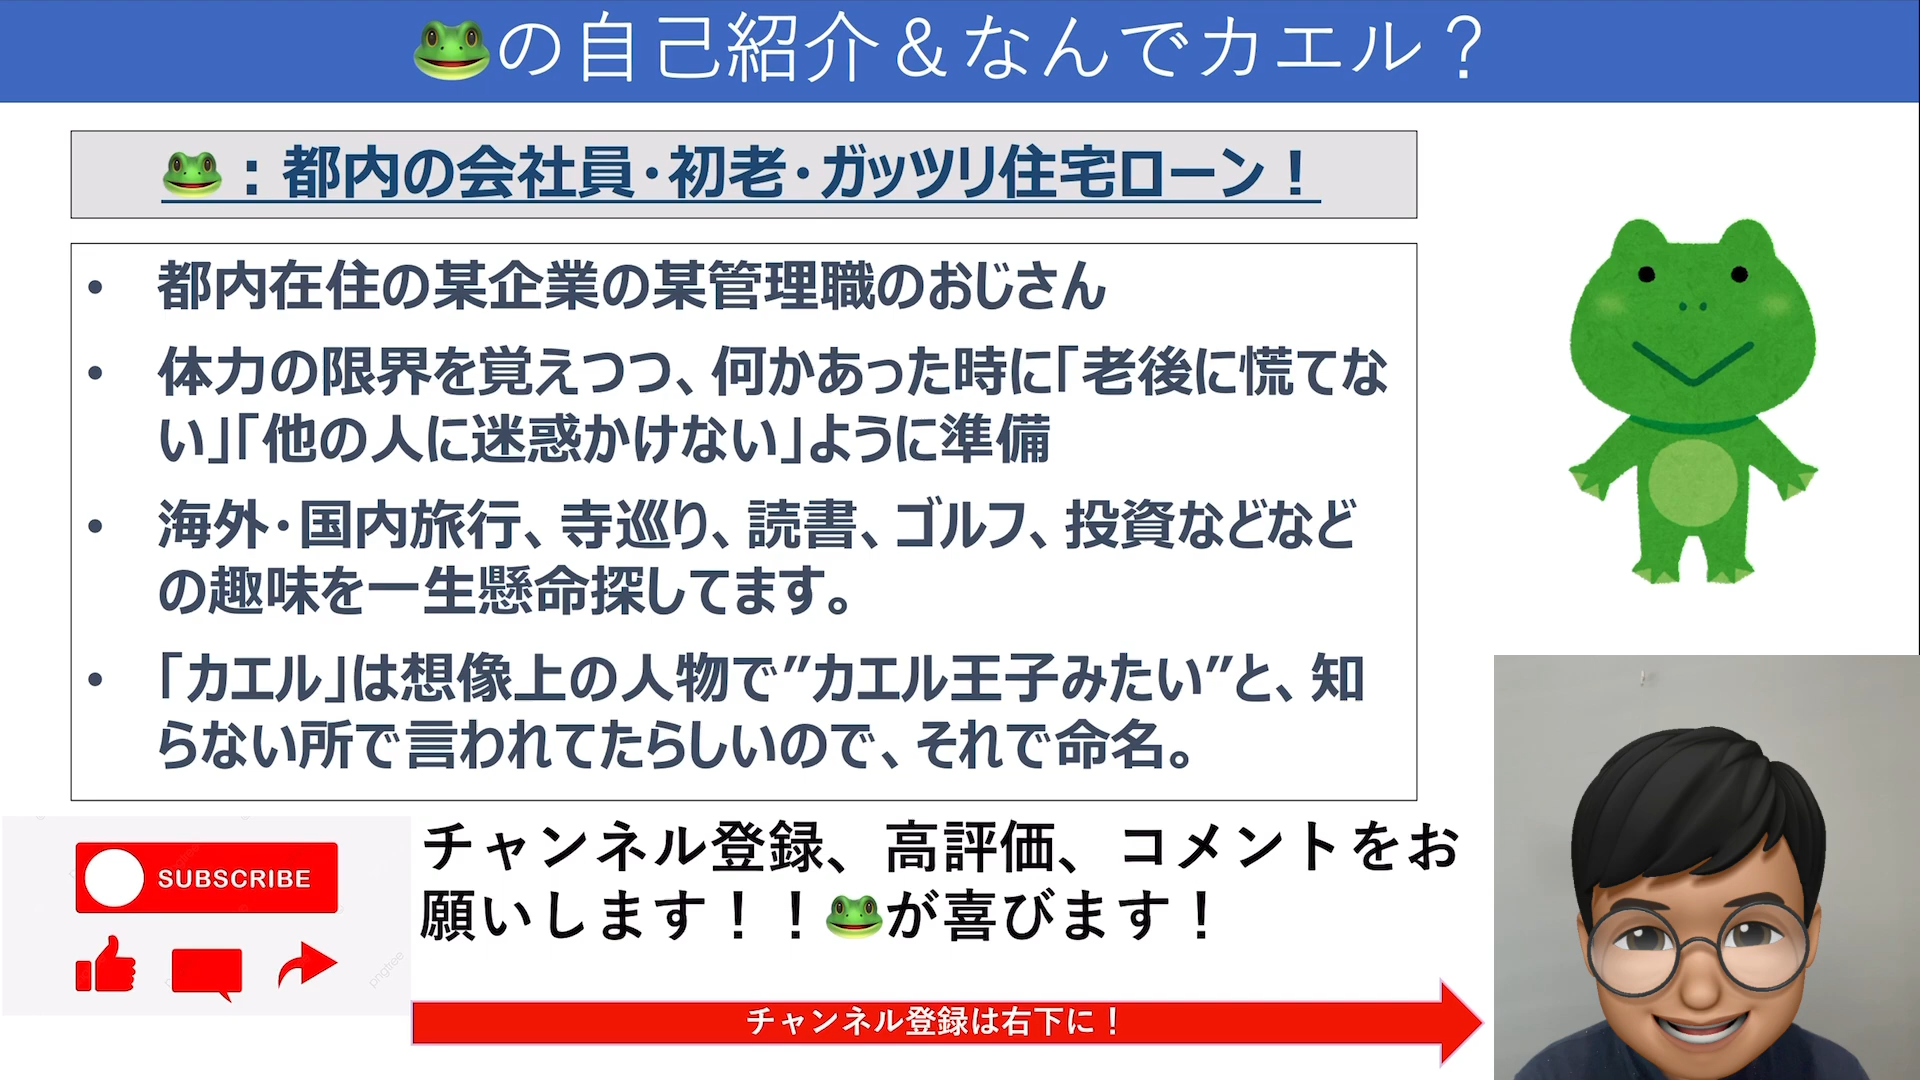 🐸の自己紹介＆なんでカエル？
🐸：都内の会社員・初老・ガッツリ住宅ローン！
• 都内在住の某企業の某管理職のおじさん
• 体力の限界を覚えつつ、何かあった時に「老後に慌てな
い」「他の人に迷惑かけない」ように準備
• 海外・国内旅行、寺巡り、読書、ゴルフ、投資などなど
の趣味を一生懸命探してます。
• 「カエル」は想像上の人物で”カエル王子みたい”と、知
らない所で言われてたらしいので、それで命名。
SUBSCRIBE
pngtree
チャンネル登録、高評価、コメントをお
願いします！！🐸が喜びます！
チャンネル登録は右下に！